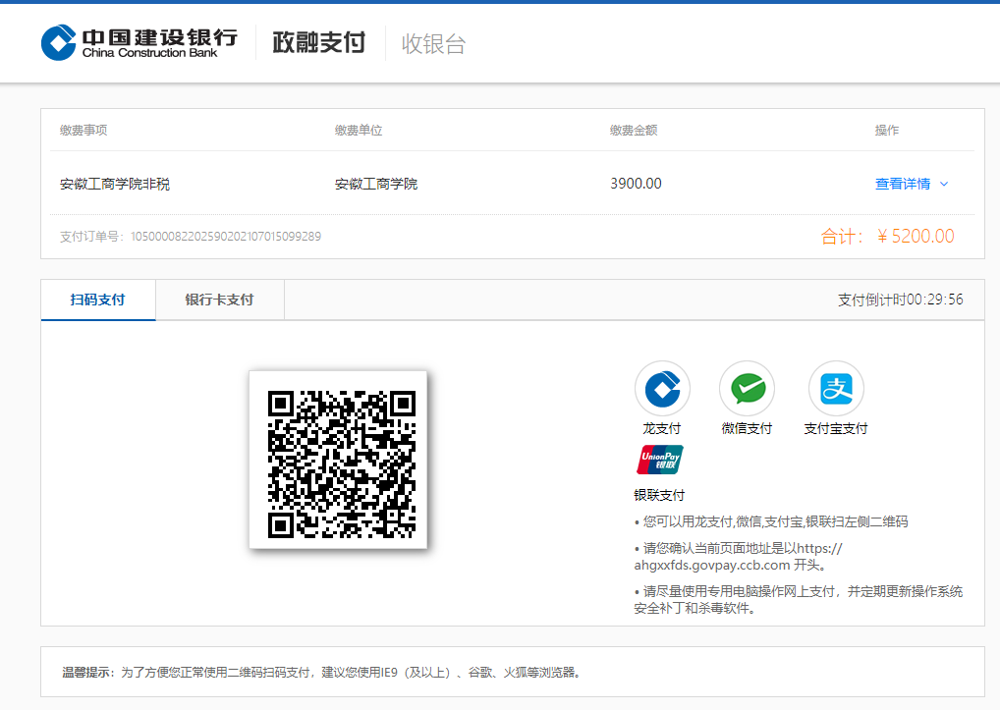 中国建设银行
China Construction Bank
政融支付
收银台
缴费事项 缴费单位 缴费金额 操作
安徽工商学院非税 安徽工商学院 3900.00 查看详情
支付订单号：105000082202590202107015099289 合计：￥5200.00
扫码支付 银行卡支付 支付倒计时00:29:56
龙支付 微信支付 支付宝支付
UnionPay
银联
银联支付
• 您可以用龙支付,微信,支付宝,银联扫左侧二维码
• 请您确认当前页面地址是以https://
ahgxxfds.govpay.ccb.com 开头。
• 请尽量使用专用电脑操作网上支付，并定期更新操作系统
安全补丁和杀毒软件。
温馨提示：为了方便您正常使用二维码扫码支付，建议您使用IE9（及以上）、谷歌、火狐等浏览器。